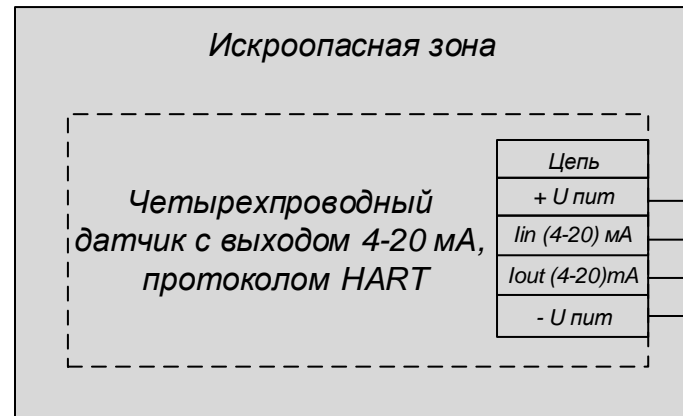 Искроопасная зона
Четырехпроводный
датчик с выходом 4-20 мА,
протоколом HART
Цепь
+ U пит
Iin (4-20) мА
Iout (4-20)mA
- U пит